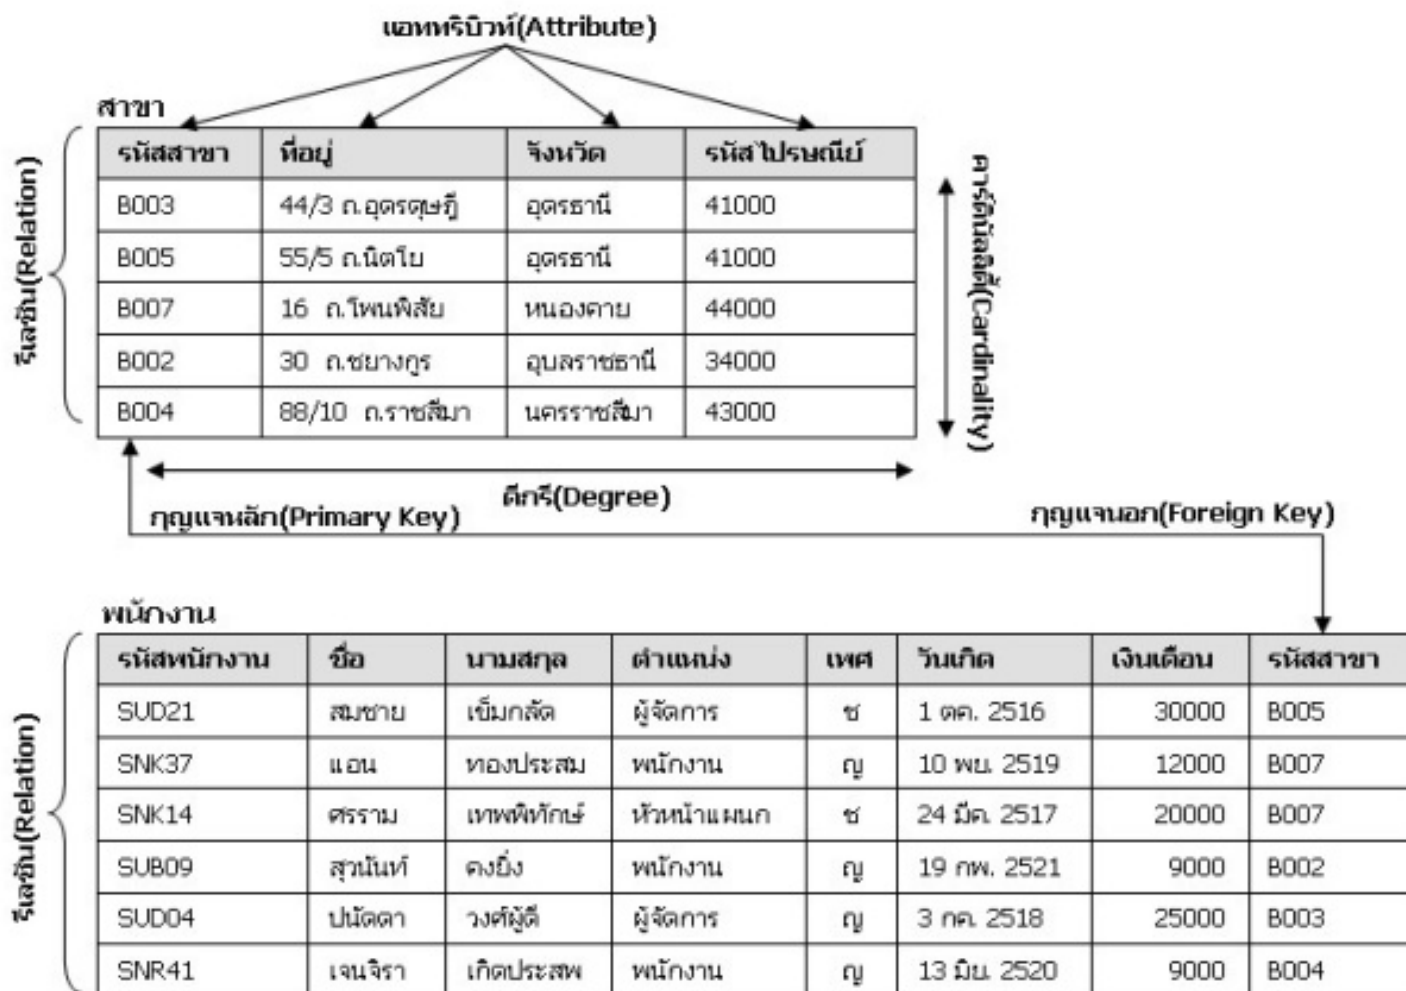 แอททริบิวท์(Attribute)
สาขา
รหัสสาขา ที่อยู่ จังหวัด รหัสไปรษณีย์
B003 44/3 ถ.อุดรดุษฎี อุดรธานี 41000
B005 55/5 ถ.นิตโย อุดรธานี 41000
B007 16 ถ.โพนพิสัย หนองคาย 44000
B002 30 ถ.ชยางกูร อุบลราชธานี 34000
B004 88/10 ถ.ราชสีมา นครราชสีมา 43000
รีเลชัน(Relation)
คาร์ดินัลลิตี้(Cardinality)
ดีกรี(Degree)
กุญแจหลัก(Primary Key)
กุญแจนอก(Foreign Key)
พนักงาน
รหัสพนักงาน ชื่อ นามสกุล ตำแหน่ง เพศ วันเกิด เงินเดือน รหัสสาขา
SUD21 สมชาย เข็มกลัด ผู้จัดการ ช 1 ตค. 2516 30000 B005
SNK37 แอน ทองประสม พนักงาน ญ 10 พย. 2519 12000 B007
SNK14 ศรราม เทพพิทักษ์ หัวหน้าแผนก ช 24 มีค. 2517 20000 B007
SUB09 สุวนันท์ คงยิ่ง พนักงาน ญ 19 กพ. 2521 9000 B002
SUD04 ปนัดดา วงศ์ผู้ดี ผู้จัดการ ญ 3 กค. 2518 25000 B003
SNR41 เจนจิรา เกิดประสพ พนักงาน ญ 13 มิย. 2520 9000 B004
รีเลชัน(Relation)